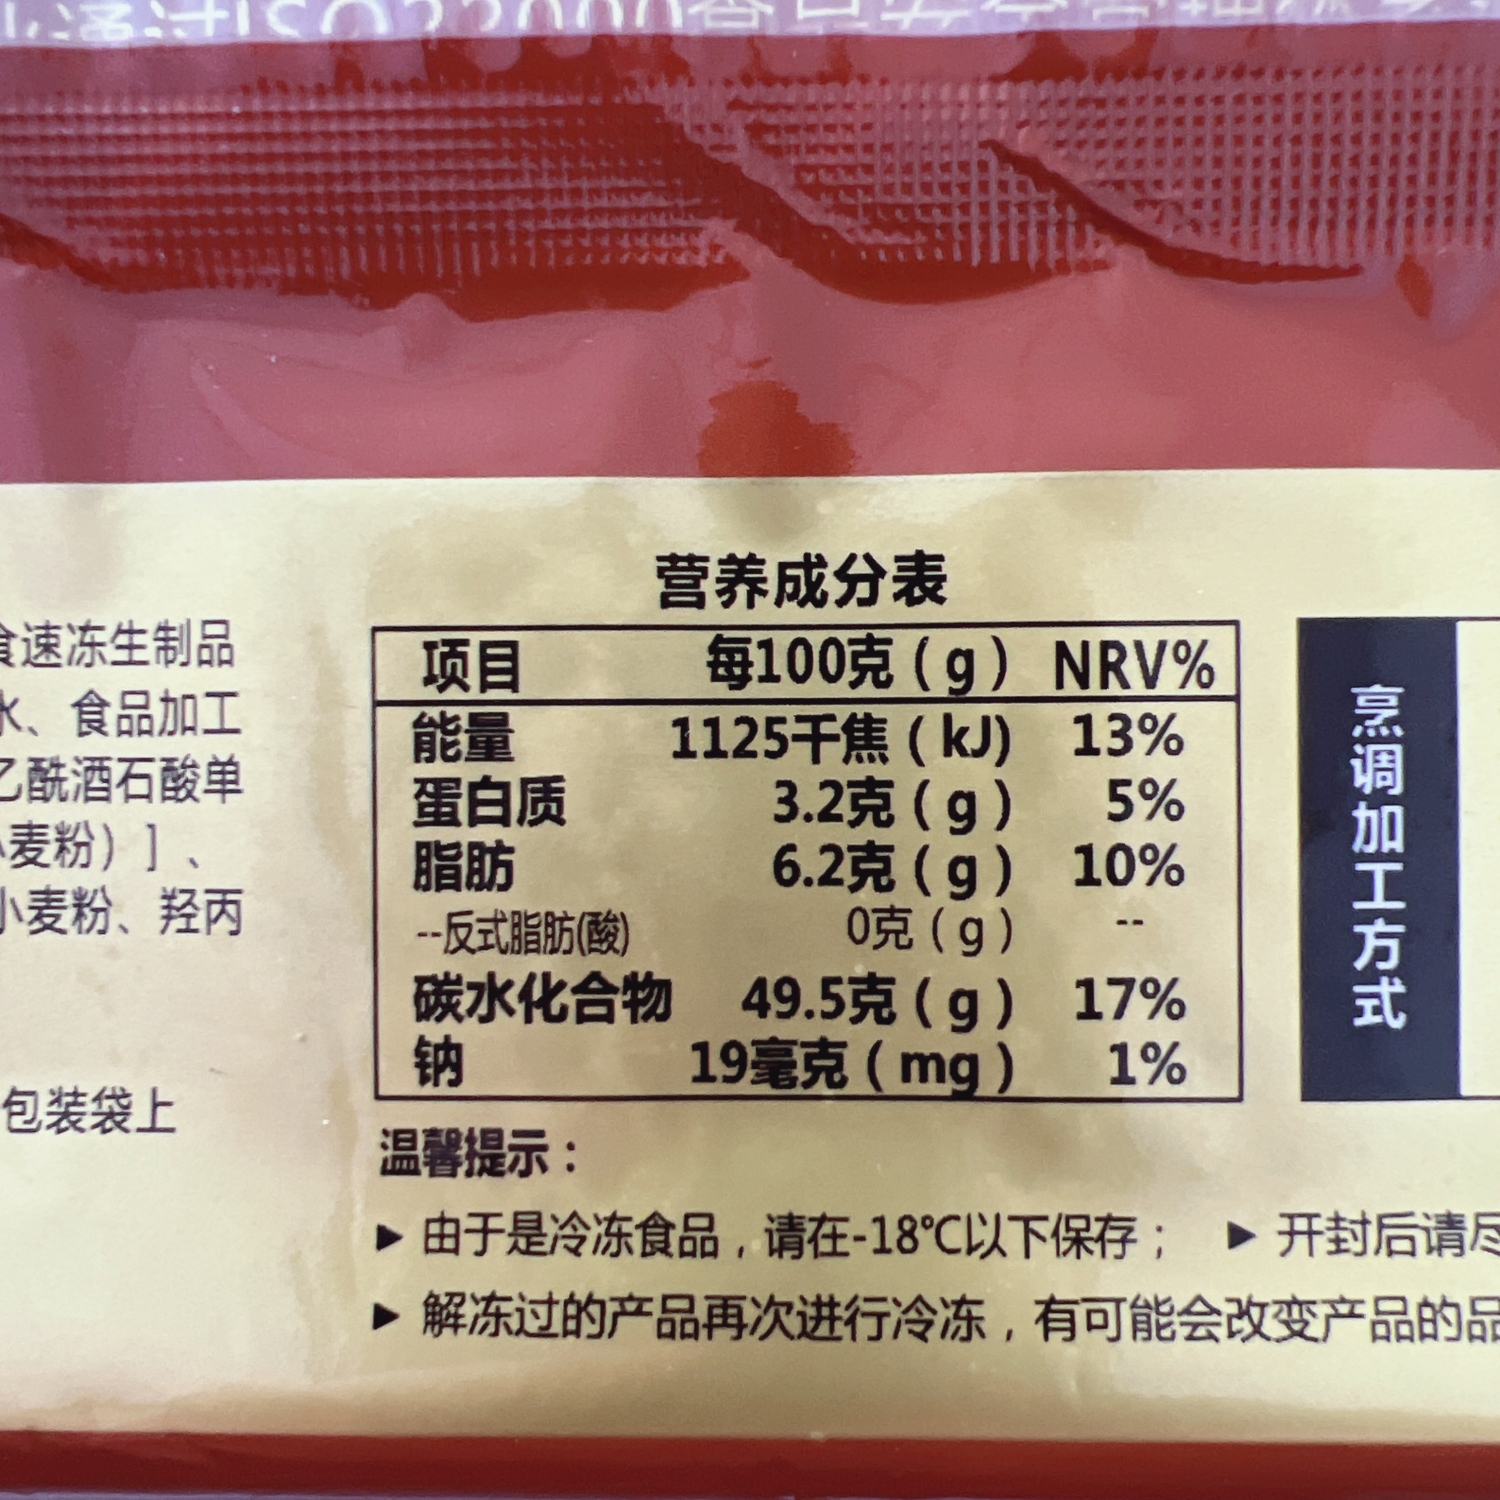 ISO22000
食速冻生制品
水、食品加工
乙酰酒石酸单
小麦粉）］、
小麦粉、羟丙
包装袋上
营养成分表
项目 每100克（g） NRV%
能量 1125千焦（kJ) 13%
蛋白质 3.2克（g） 5%
脂肪 6.2克（g） 10%
--反式脂肪(酸) 0克（g） --
碳水化合物 49.5克（g） 17%
钠 19毫克（mg） 1%
温馨提示：
▶ 由于是冷冻食品，请在-18℃以下保存； ▶ 开封后请尽
▶ 解冻过的产品再次进行冷冻，有可能会改变产品的品
烹调加工方式